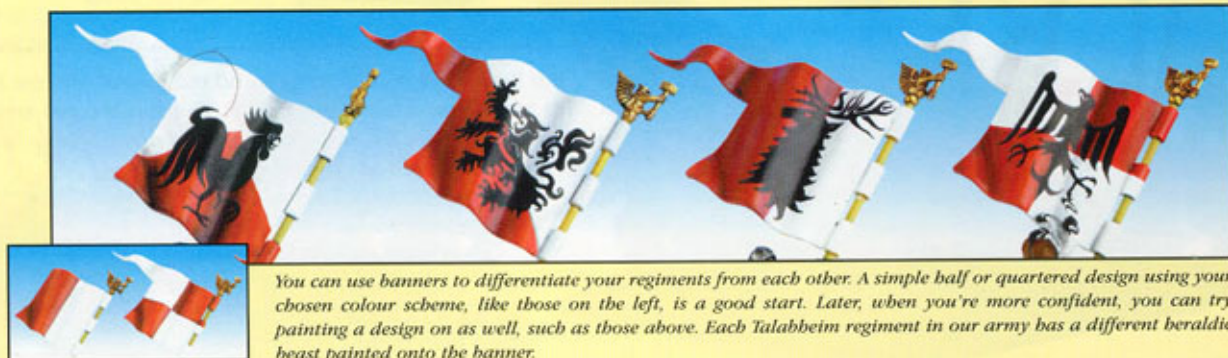 You can use banners to differentiate your regiments from each other. A simple half or quartered design using your
chosen colour scheme, like those on the left, is a good start. Later, when you're more confident, you can try
painting a design on as well, such as those above. Each Talabheim regiment in our army has a different heraldic
beast painted onto the banner.